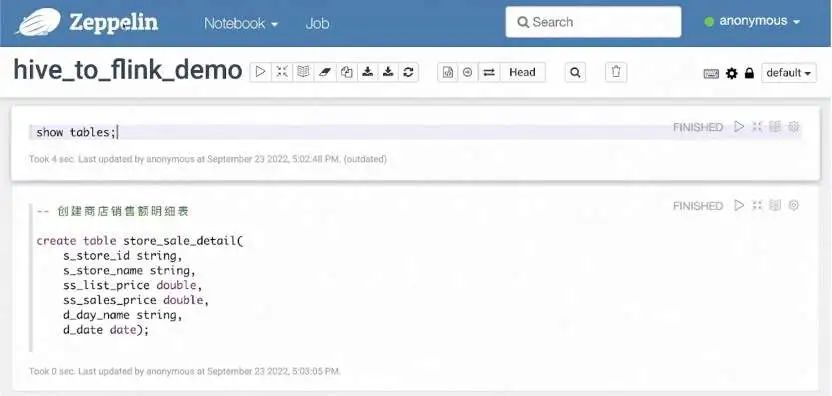 Zeppelin Notebook Job Search anonymous
hive_to_flink_demo Head default
show tables; FINISHED
Took 4 sec. Last updated by anonymous at September 23 2022, 5:02:48 PM. (outdated)
FINISHED
-- 创建商店销售额明细表
create table store_sale_detail(
s_store_id string,
s_store_name string,
ss_list_price double,
ss_sales_price double,
d_day_name string,
d_date date);
Took 0 sec. Last updated by anonymous at September 23 2022, 5:03:05 PM.